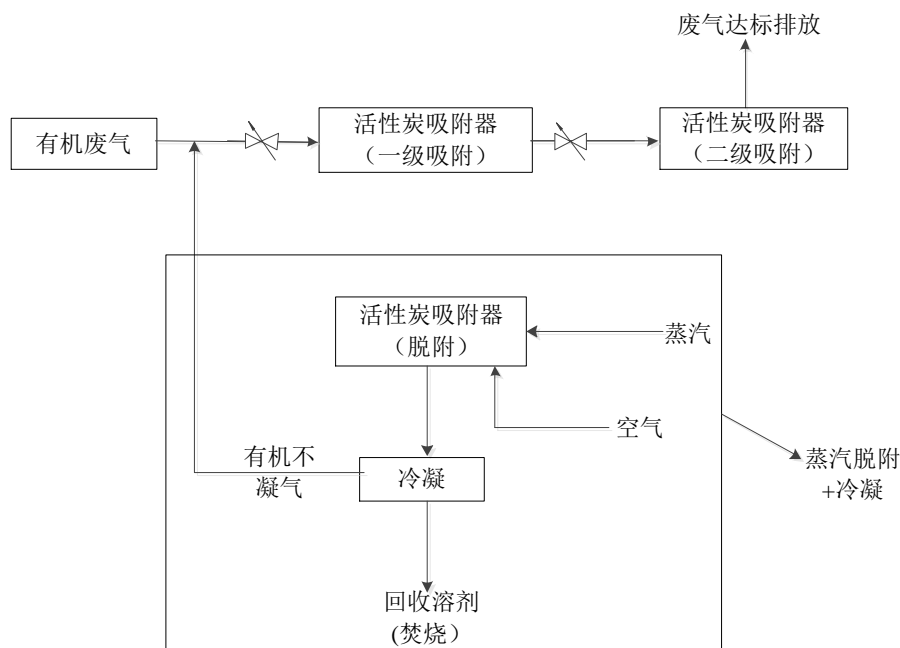 废气达标排放
有机废气
活性炭吸附器
（一级吸附）
活性炭吸附器
（二级吸附）
活性炭吸附器
（脱附）
蒸汽
空气
有机不
凝气
冷凝
蒸汽脱附
+冷凝
回收溶剂
(焚烧）